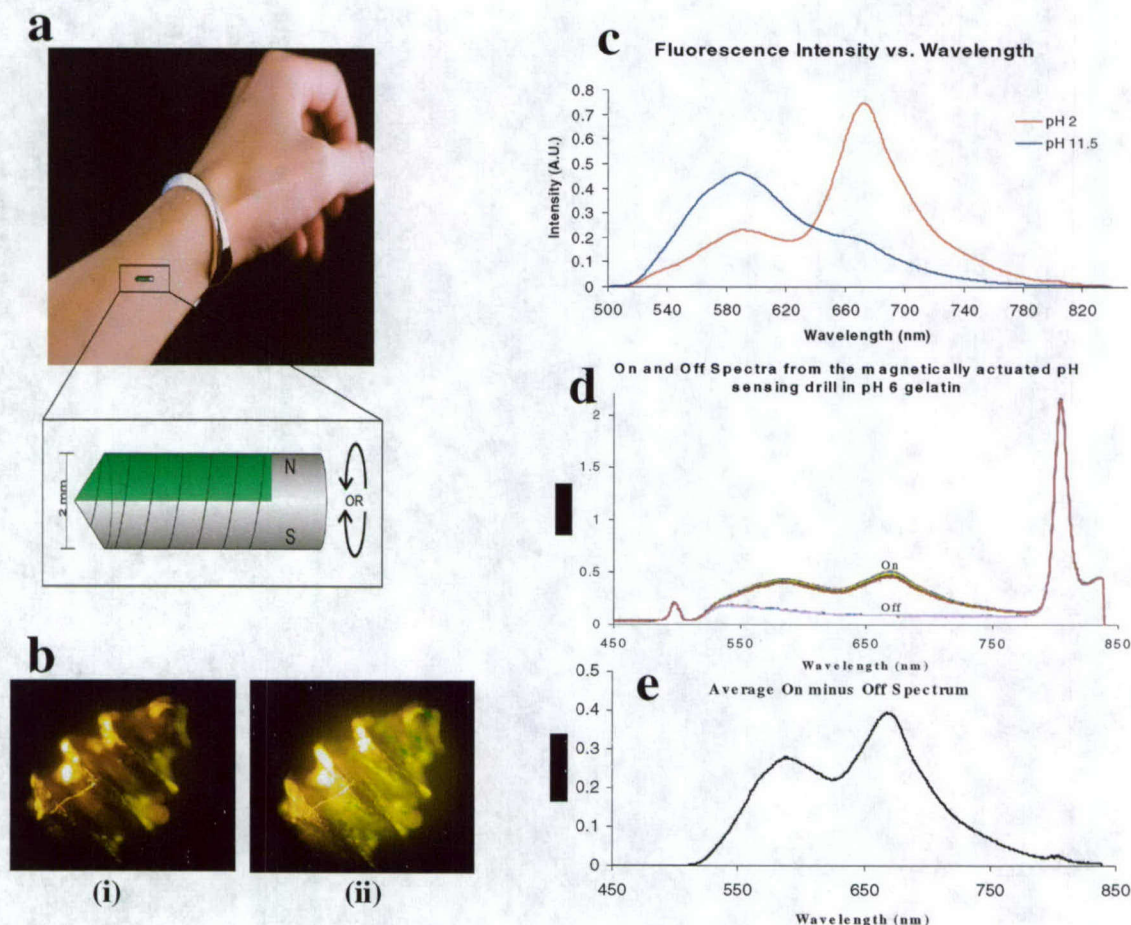 a
N
S
2 mm
OR
b
(i)
(ii)
c
Fluorescence Intensity vs. Wavelength
0.8
0.7
0.6
0.5
0.4
0.3
0.2
0.1
0
Intensity (A.U.)
pH 2
pH 11.5
500 540 580 620 660 700 740 780 820
Wavelength (nm)
d
On and Off Spectra from the magnetically actuated pH
sensing drill in pH 6 gelatin
2
1.5
1
0.5
0
On
Off
450 550 650 750 850
Wavelength (nm)
e
Average On minus Off Spectrum
0.5
0.4
0.3
0.2
0.1
0
450 550 650 750 850
Wavelength (nm)